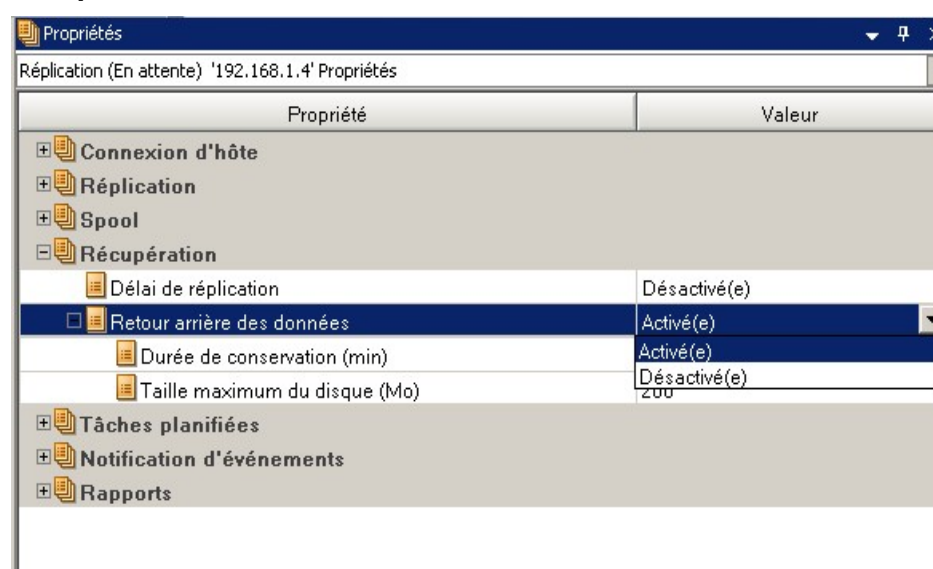 Propriétés
Réplication (En attente) '192.168.1.4' Propriétés
Propriété Valeur
Connexion d'hôte
Réplication
Spool
Récupération
Délai de réplication Désactivé(e)
Retour arrière des données Activé(e)
Durée de conservation (min) Activé(e)
Désactivé(e)
Taille maximum du disque (Mo) 200
Tâches planifiées
Notification d'événements
Rapports